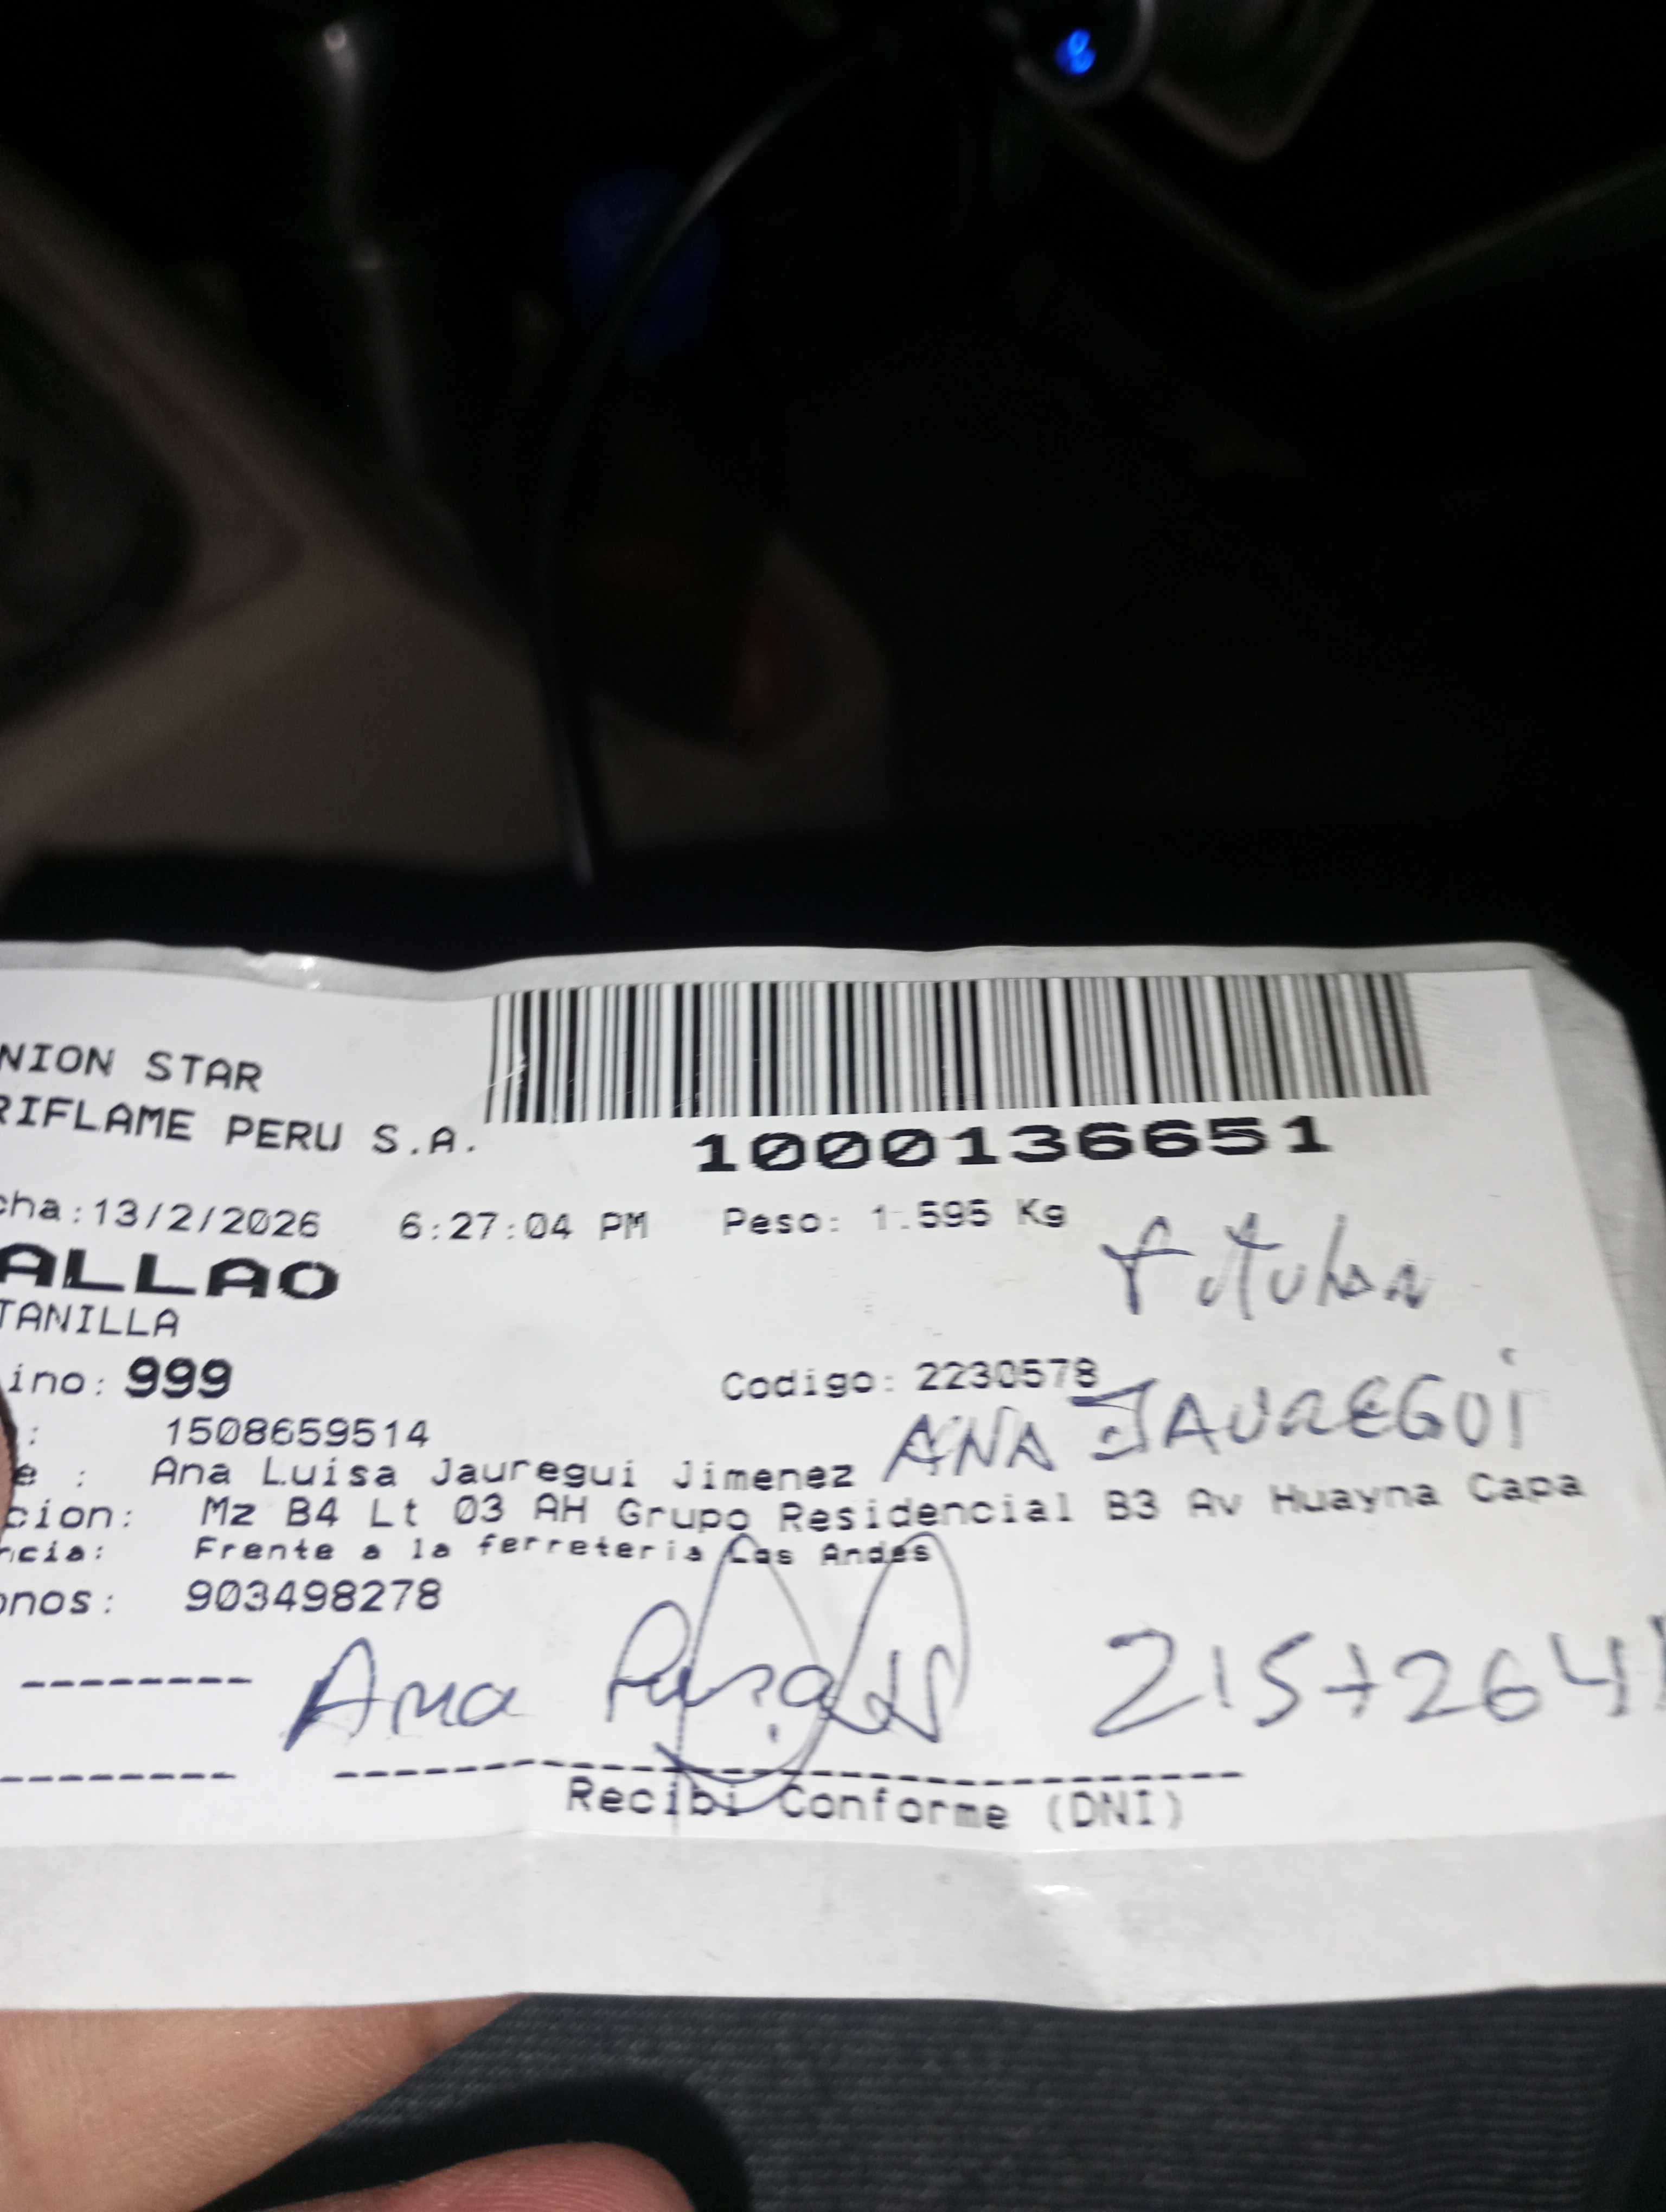 NION STAR
RIFLAME PERU S.A.
1000136651
cha:13/2/2026 6:27:04 PM Peso: 1.595 Kg
ALLAO
TANILLA
Titular
ino: 999 Codigo: 2230578
: 1508659514
ANA JAUREGUI
e : Ana Luisa Jauregui Jimenez
cion: Mz B4 Lt 03 AH Grupo Residencial B3 Av Huayna Capa
ncia: Frente a la ferreteria Los Andes
onos: 903498278
Ana
Recibi Conforme (DNI)